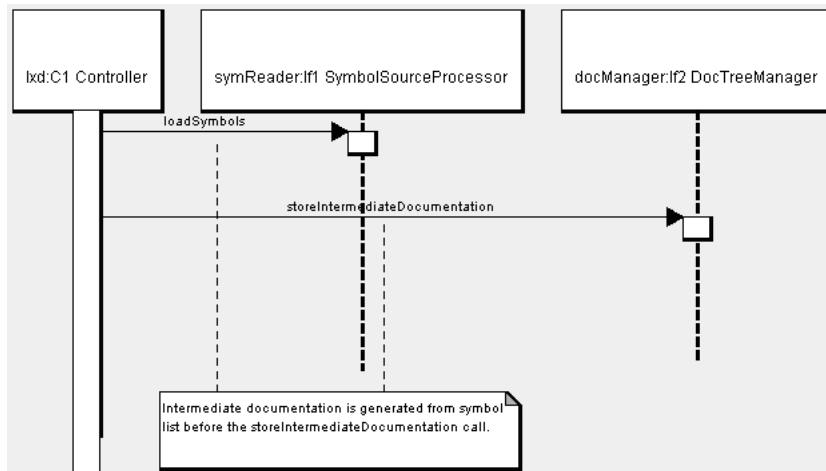 lxd:C1 Controller
symReader:If1 SymbolSourceProcessor
docManager:If2 DocTreeManager
loadSymbols
storeIntermediateDocumentation
Intermediate documentation is generated from symbol
list before the storeIntermediateDocumentation call.